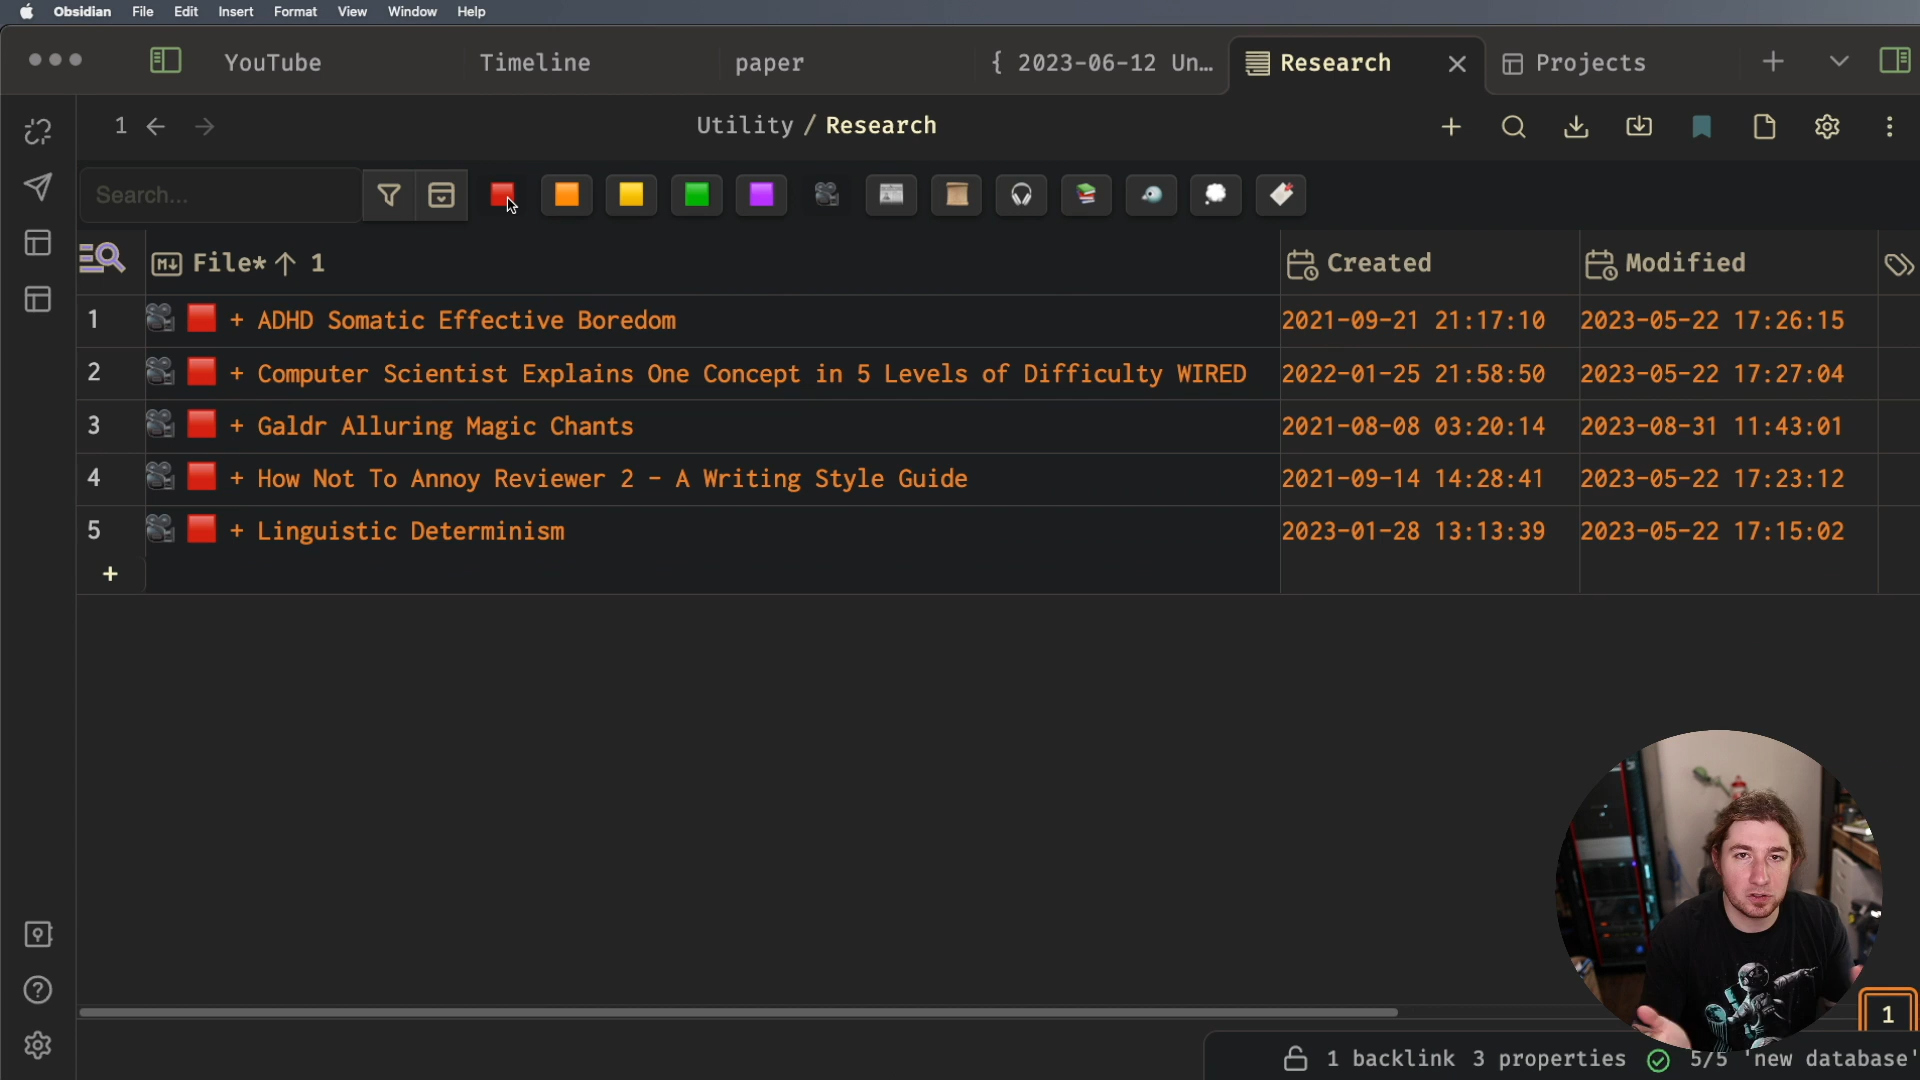 Obsidian File Edit Insert Format View Window Help
YouTube Timeline paper { 2023-06-12 Un... Research Projects
1 Utility / Research
Search...
File* ↑ 1 Created Modified
1 + ADHD Somatic Effective Boredom 2021-09-21 21:17:10 2023-05-22 17:26:15
2 + Computer Scientist Explains One Concept in 5 Levels of Difficulty WIRED 2022-01-25 21:58:50 2023-05-22 17:27:04
3 + Galdr Alluring Magic Chants 2021-08-08 03:20:14 2023-08-31 11:43:01
4 + How Not To Annoy Reviewer 2 - A Writing Style Guide 2021-09-14 14:28:41 2023-05-22 17:23:12
5 + Linguistic Determinism 2023-01-28 13:13:39 2023-05-22 17:15:02
+
1
1 backlink 3 properties 5/5 'new database'